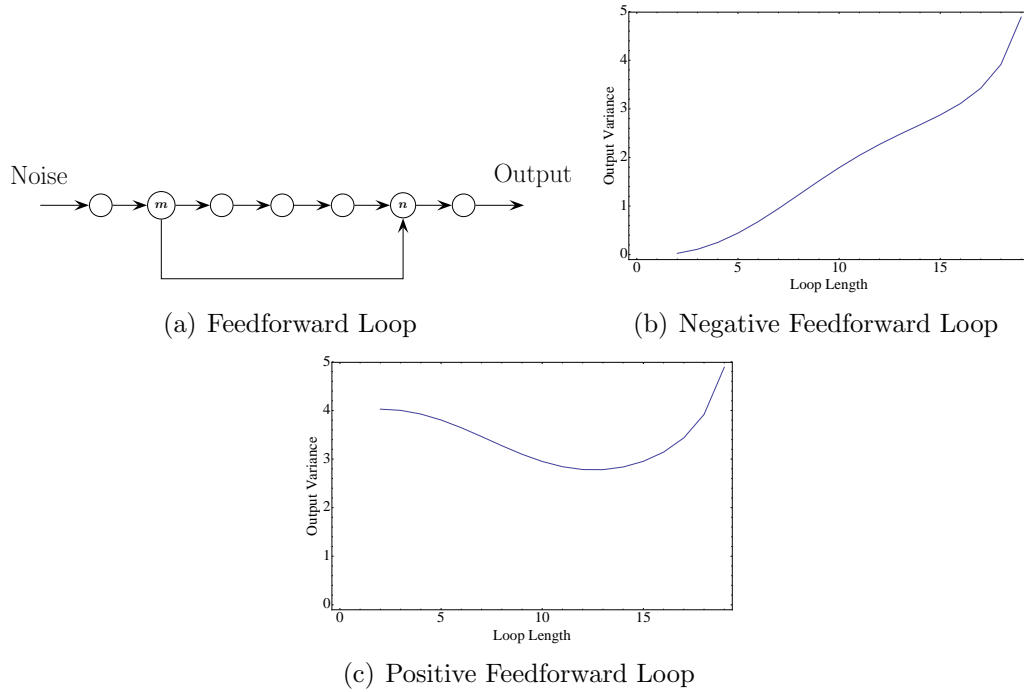 Noise
Output
m
n
(a) Feedforward Loop
5
4
3
2
1
0
Output Variance
0 5 10 15
Loop Length
(b) Negative Feedforward Loop
5
4
3
2
1
0
Output Variance
0 5 10 15
Loop Length
(c) Positive Feedforward Loop